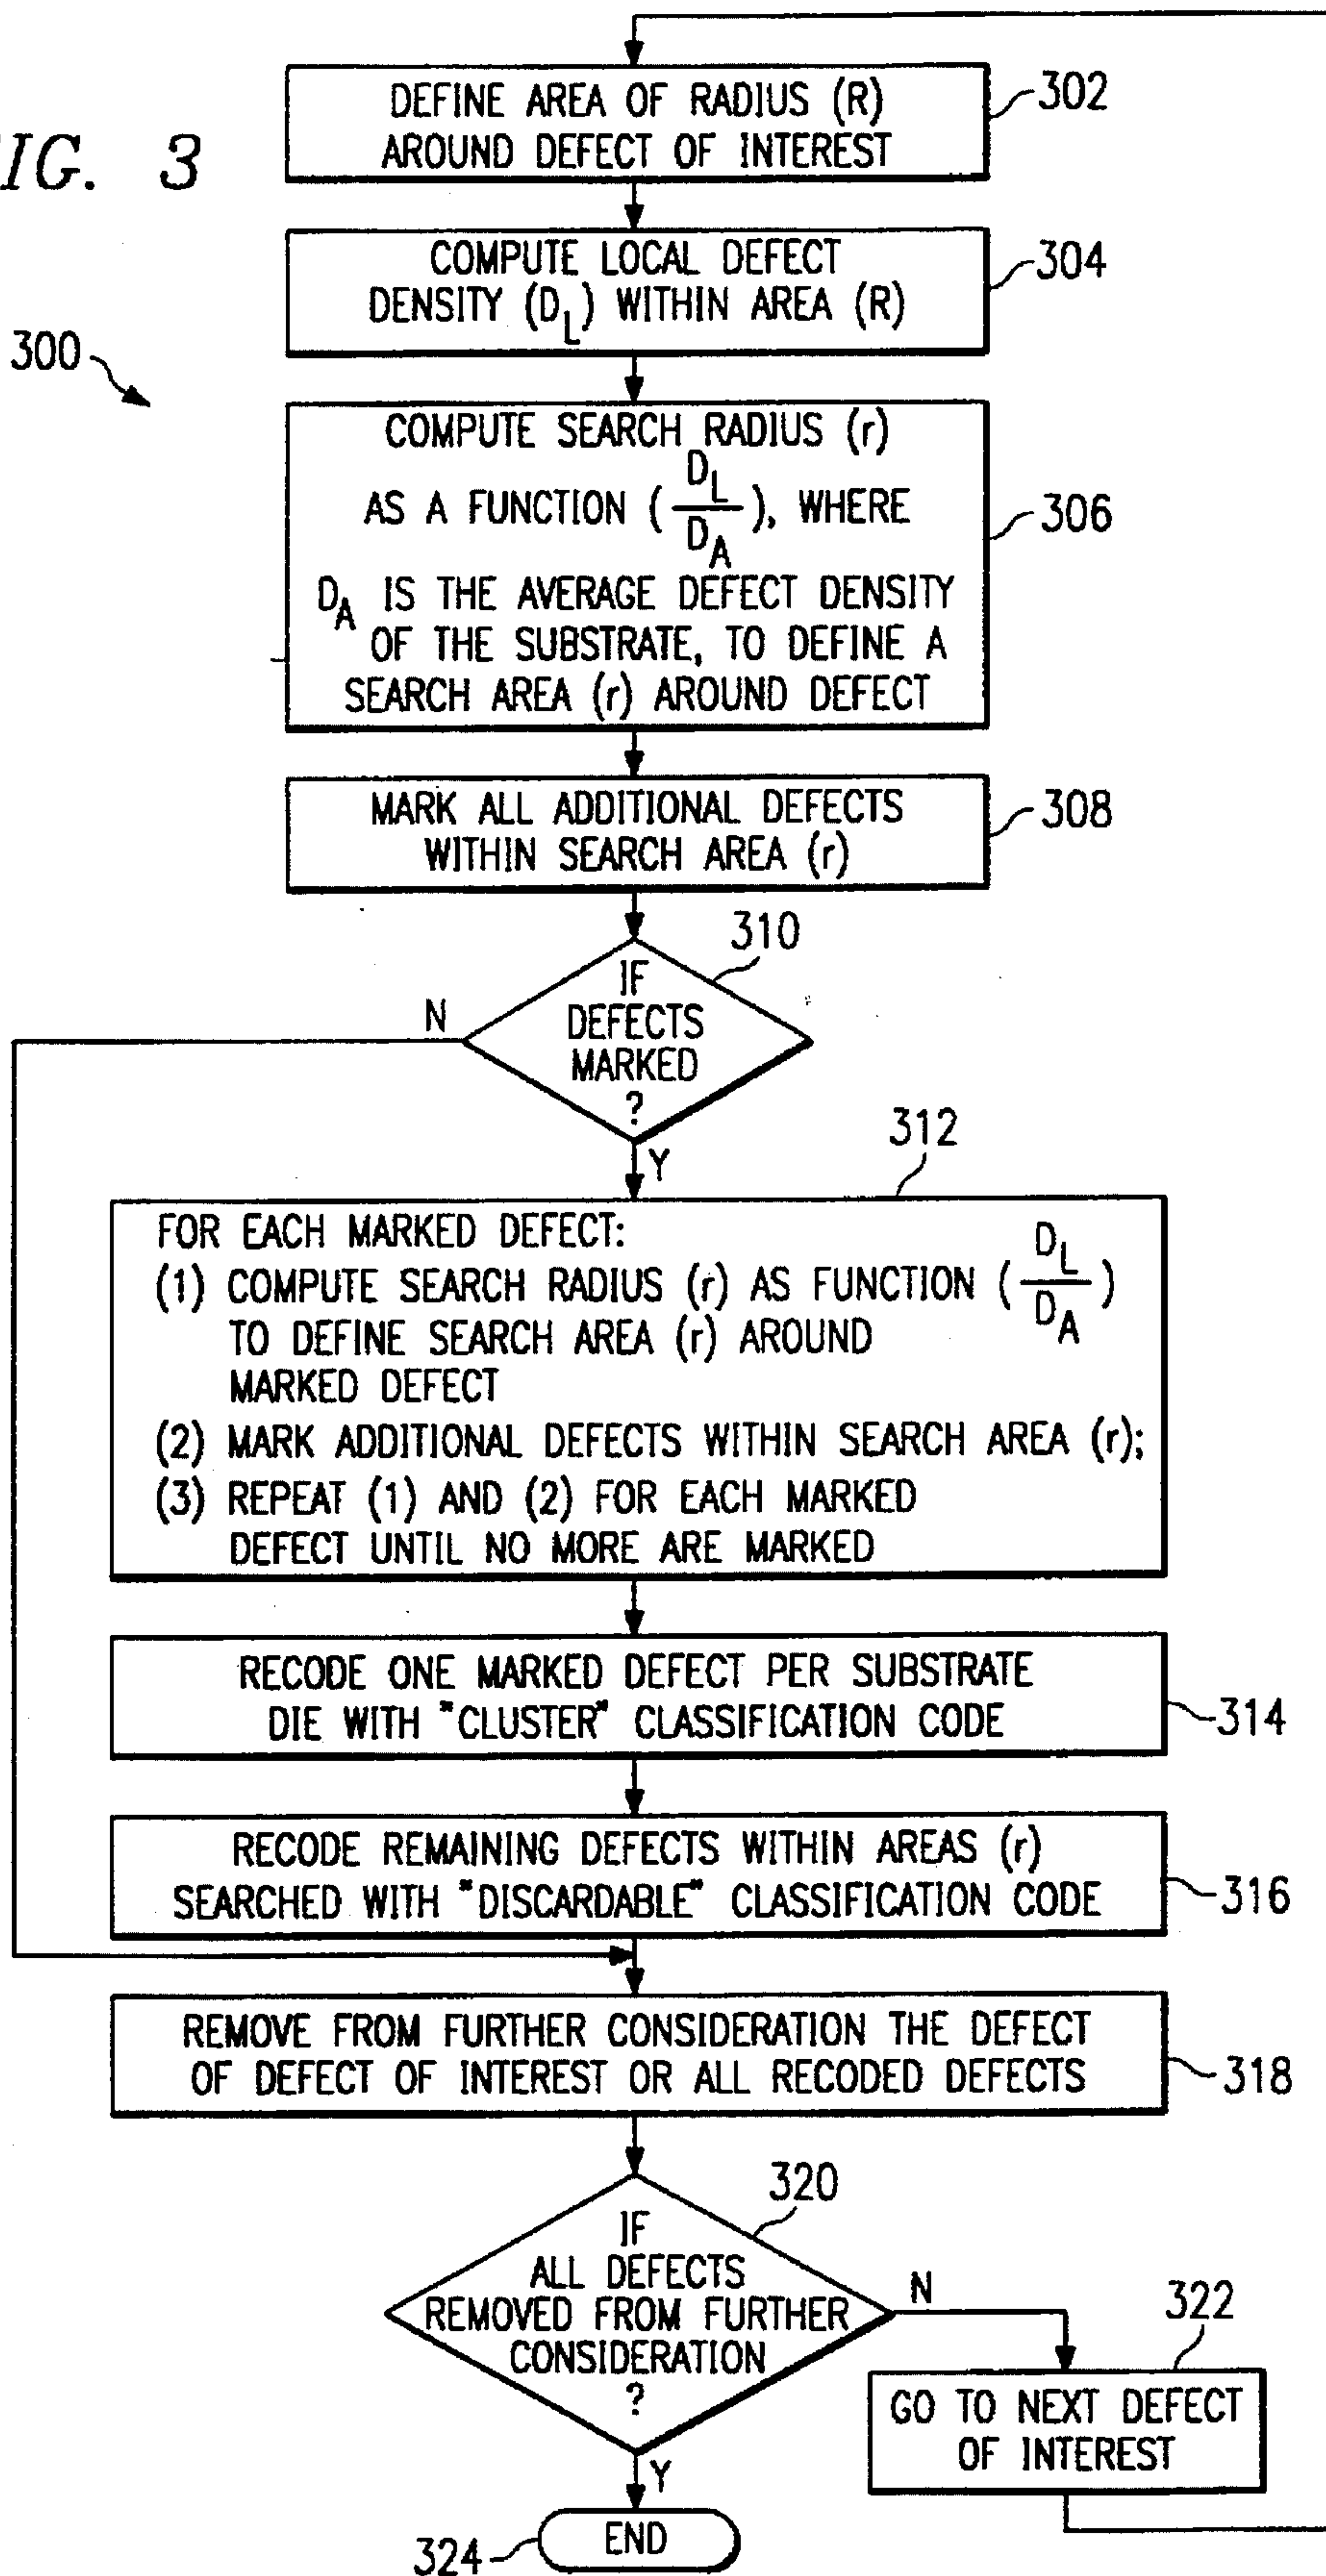 IG. 3
DEFINE AREA OF RADIUS (R)
AROUND DEFECT OF INTEREST
302
COMPUTE LOCAL DEFECT
DENSITY (D_L) WITHIN AREA (R)
304
300
COMPUTE SEARCH RADIUS (r)
AS A FUNCTION (D_L/D_A), WHERE
D_A IS THE AVERAGE DEFECT DENSITY
OF THE SUBSTRATE, TO DEFINE A
SEARCH AREA (r) AROUND DEFECT
306
MARK ALL ADDITIONAL DEFECTS
WITHIN SEARCH AREA (r)
308
310
IF
DEFECTS
MARKED
?
N
Y
312
FOR EACH MARKED DEFECT:
(1) COMPUTE SEARCH RADIUS (r) AS FUNCTION (D_L/D_A)
TO DEFINE SEARCH AREA (r) AROUND
MARKED DEFECT
(2) MARK ADDITIONAL DEFECTS WITHIN SEARCH AREA (r);
(3) REPEAT (1) AND (2) FOR EACH MARKED
DEFECT UNTIL NO MORE ARE MARKED
RECODE ONE MARKED DEFECT PER SUBSTRATE
DIE WITH "CLUSTER" CLASSIFICATION CODE
314
RECODE REMAINING DEFECTS WITHIN AREAS (r)
SEARCHED WITH "DISCARDABLE" CLASSIFICATION CODE
316
REMOVE FROM FURTHER CONSIDERATION THE DEFECT
OF DEFECT OF INTEREST OR ALL RECODED DEFECTS
318
320
IF
ALL DEFECTS
REMOVED FROM FURTHER
CONSIDERATION
?
N
Y
322
GO TO NEXT DEFECT
OF INTEREST
END
324